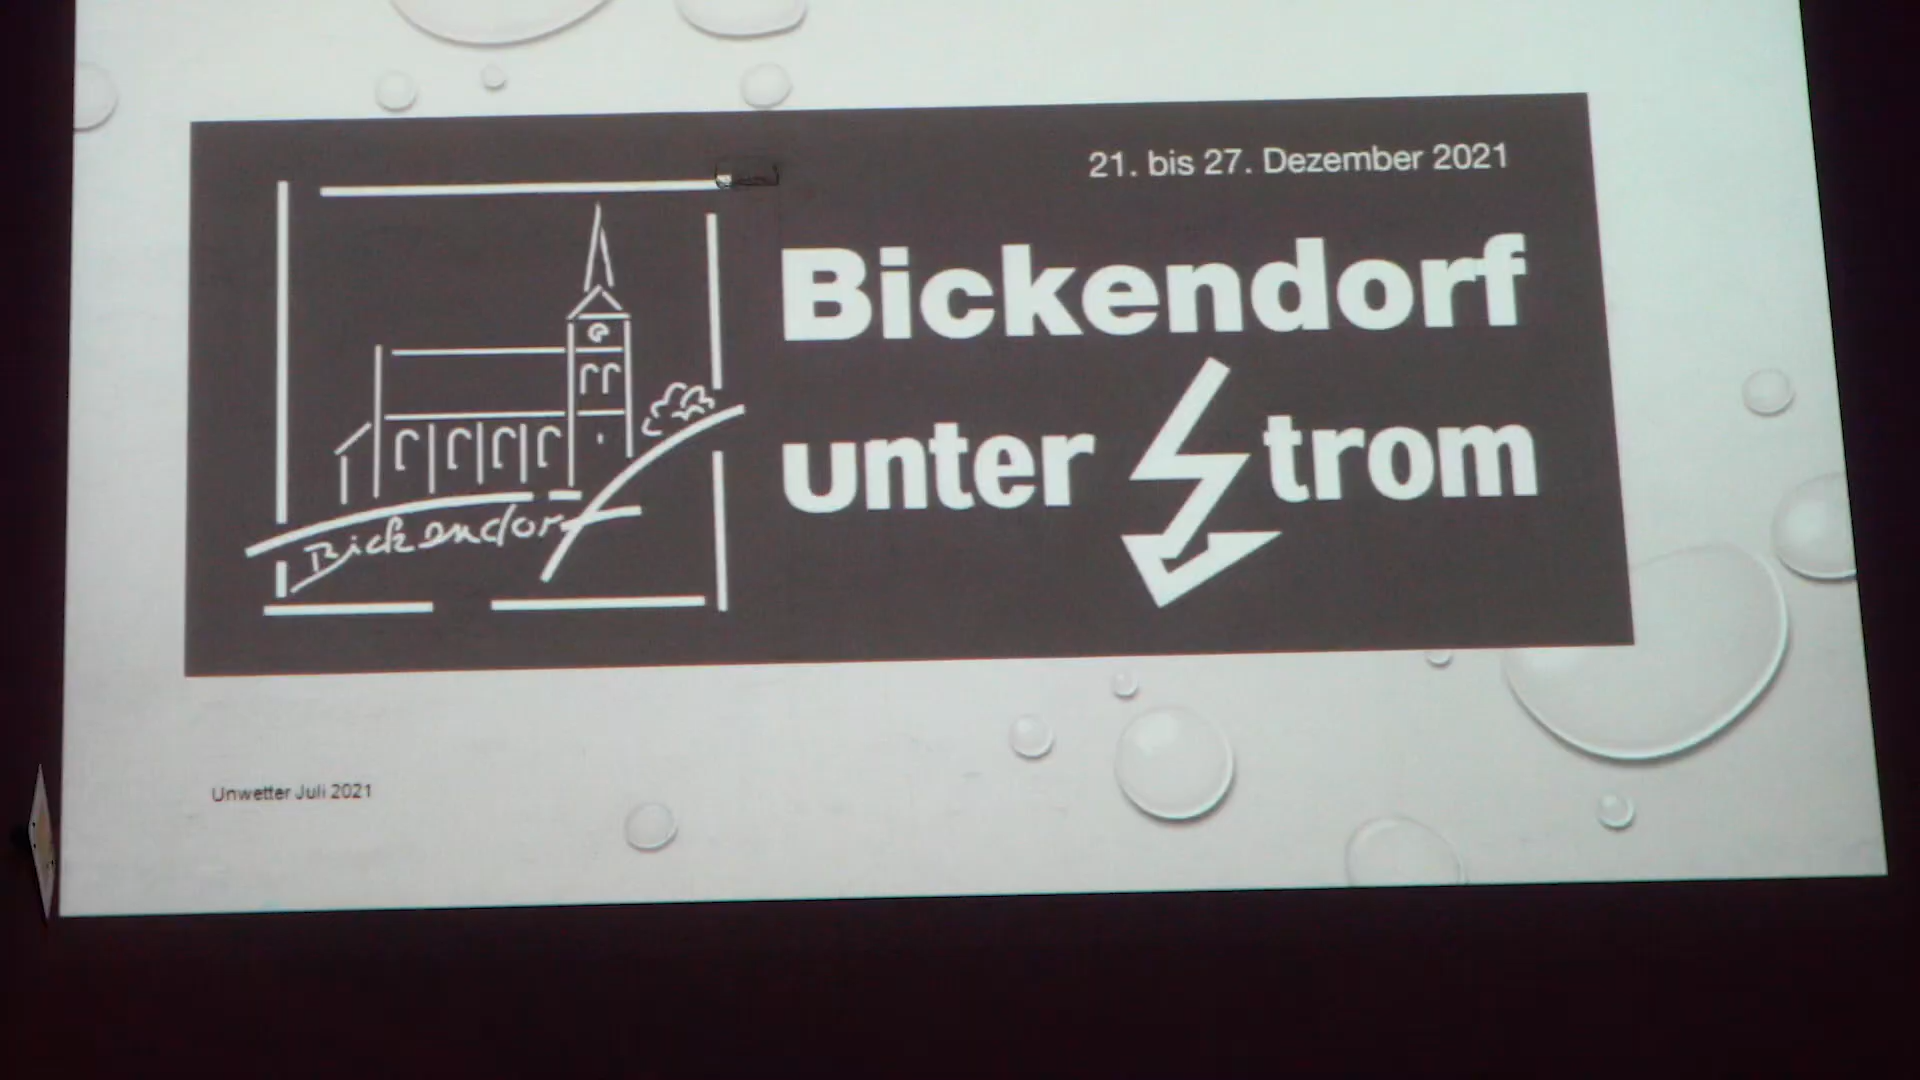 21. bis 27. Dezember 2021
Bickendorf
unter Strom
Bickendorf
Unwetter Juli 2021